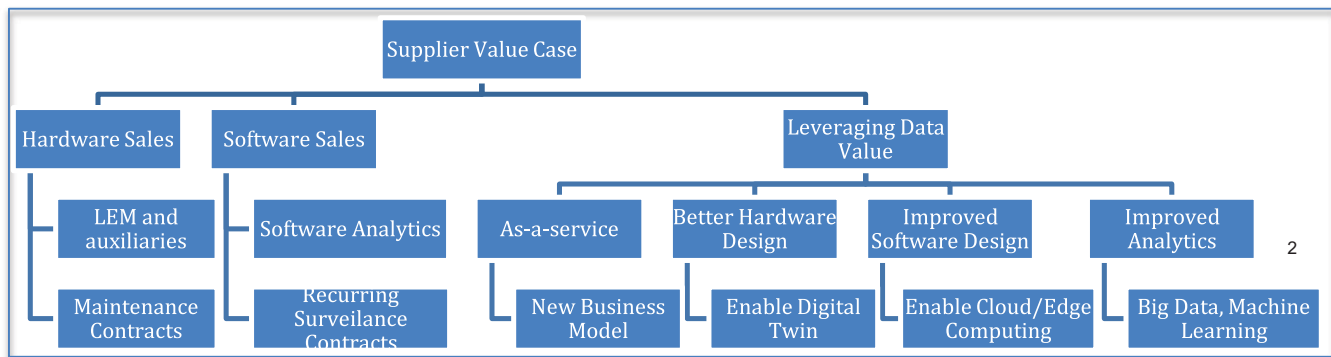 Supplier Value Case
Hardware Sales
Software Sales
Leveraging Data
Value
LEM and
auxiliaries
Software Analytics
As-a-service
Better Hardware
Design
Improved
Software Design
Improved
Analytics
2
Maintenance
Contracts
Recurring
Surveilance
Contracts
New Business
Model
Enable Digital
Twin
Enable Cloud/Edge
Computing
Big Data, Machine
Learning